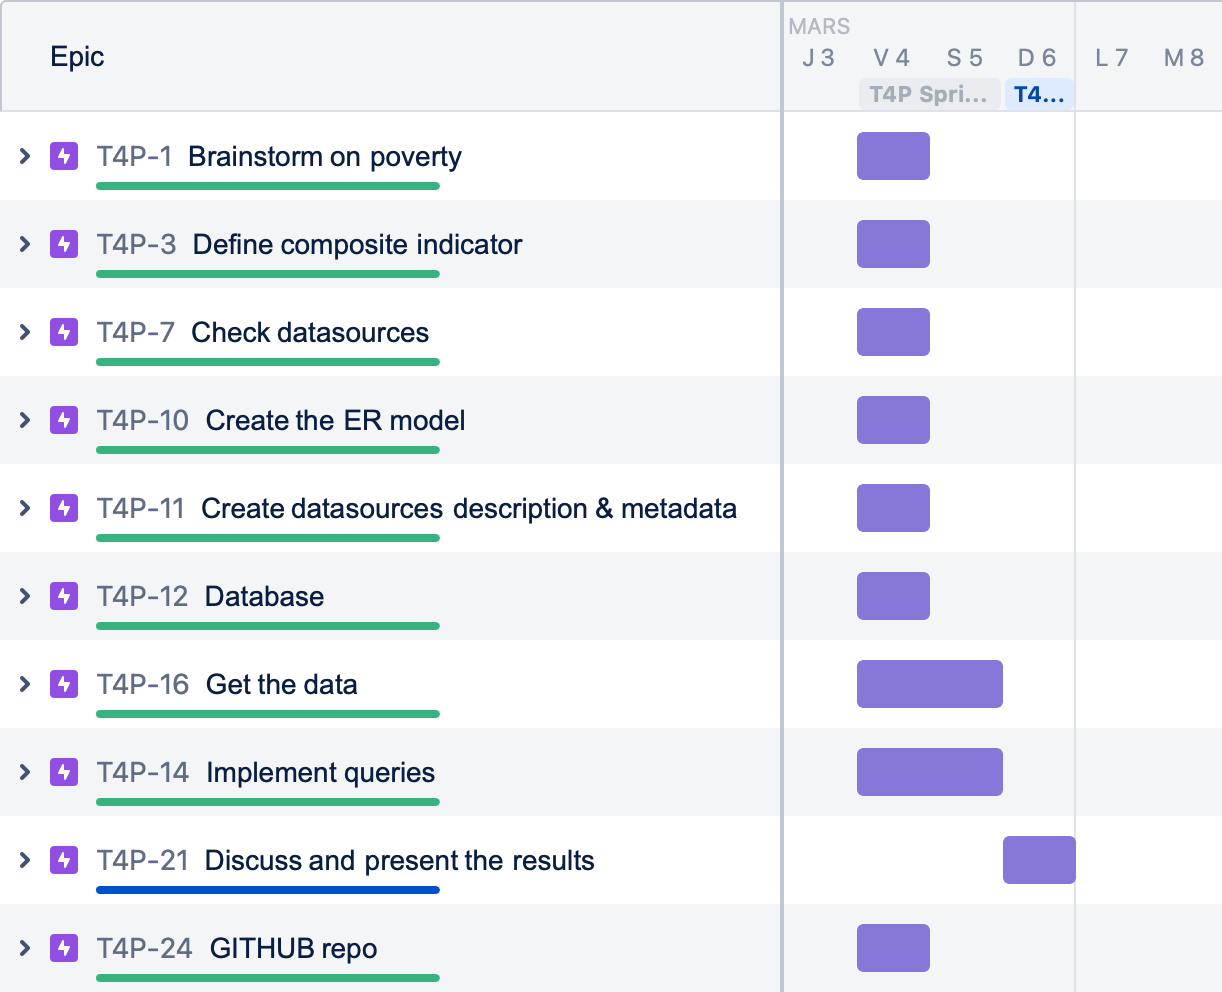 MARS
Epic
J 3 V 4 S 5 D 6 L 7 M 8
T4P Spri... T4...
T4P-1 Brainstorm on poverty
T4P-3 Define composite indicator
T4P-7 Check datasources
T4P-10 Create the ER model
T4P-11 Create datasources description & metadata
T4P-12 Database
T4P-16 Get the data
T4P-14 Implement queries
T4P-21 Discuss and present the results
T4P-24 GITHUB repo